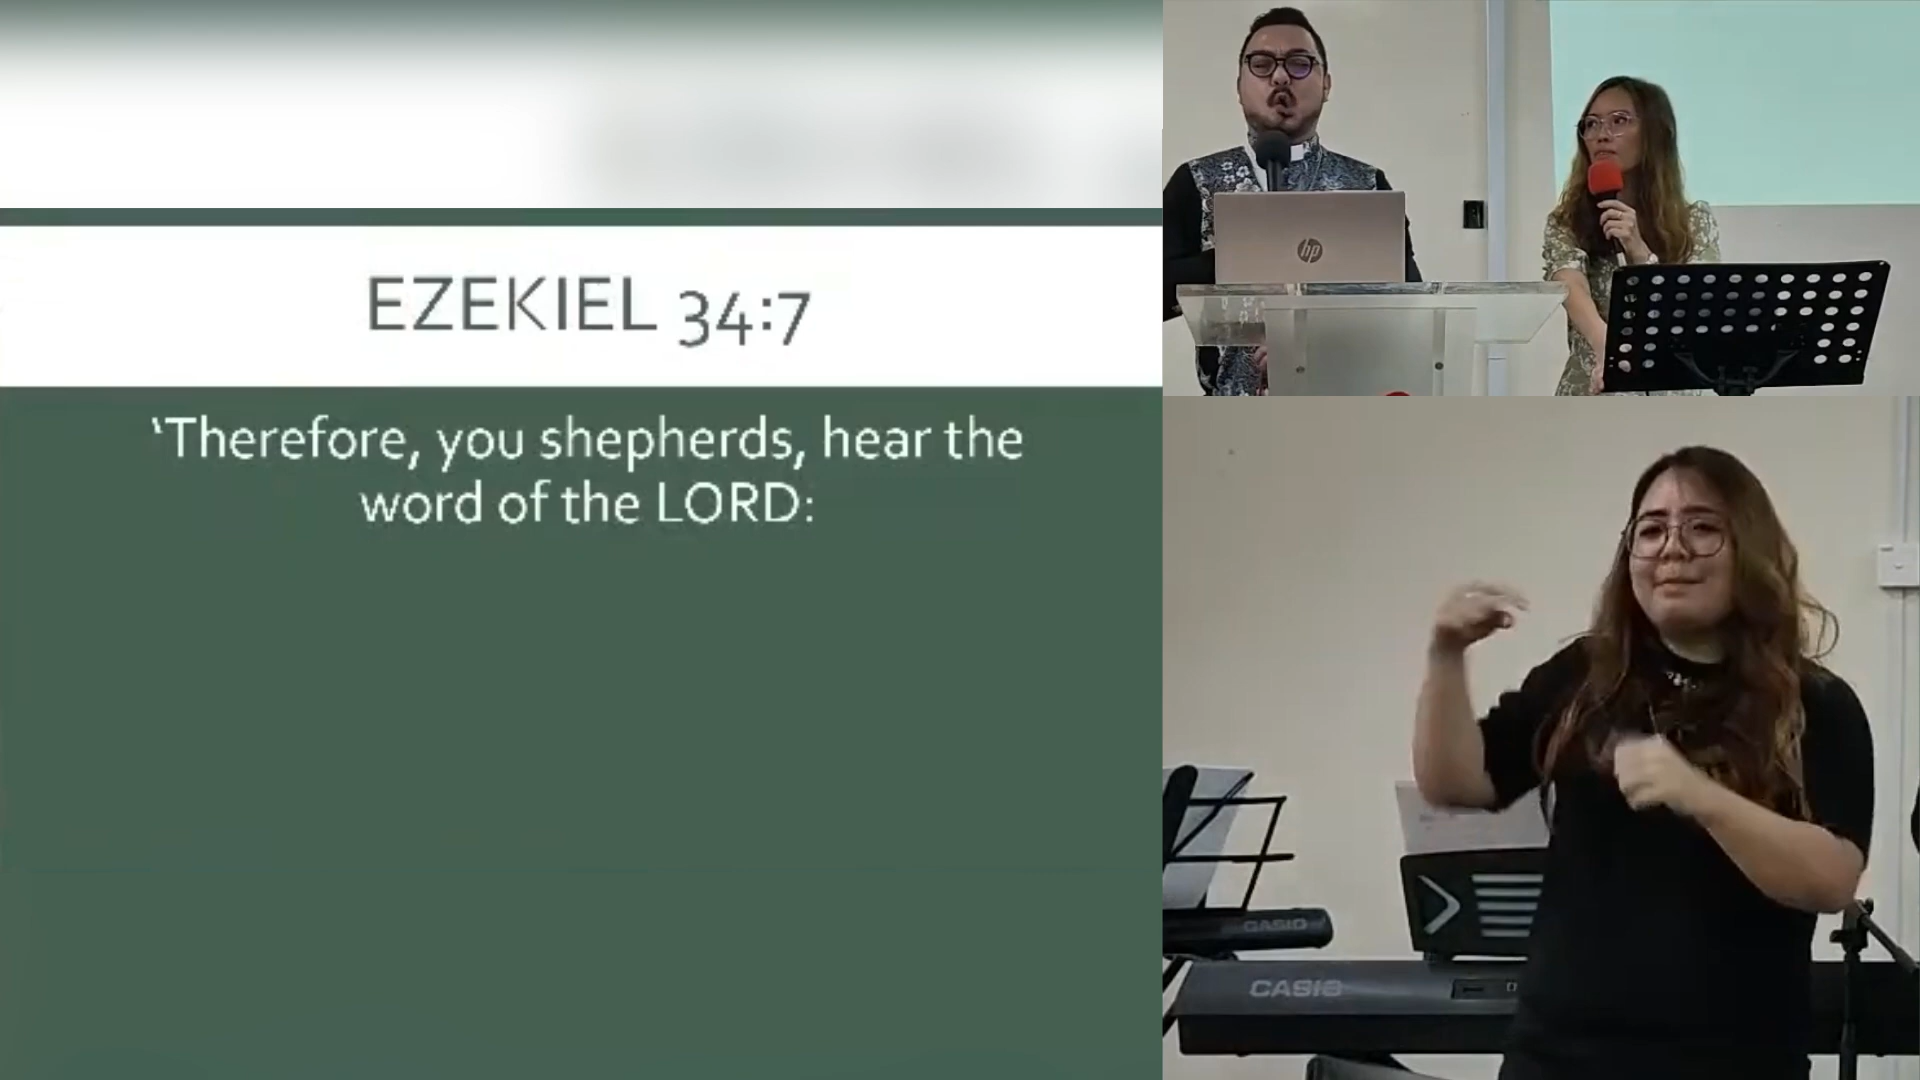 EZEKIEL 34:7
‘Therefore, you shepherds, hear the
word of the LORD:
hp
CASIO
CASIO